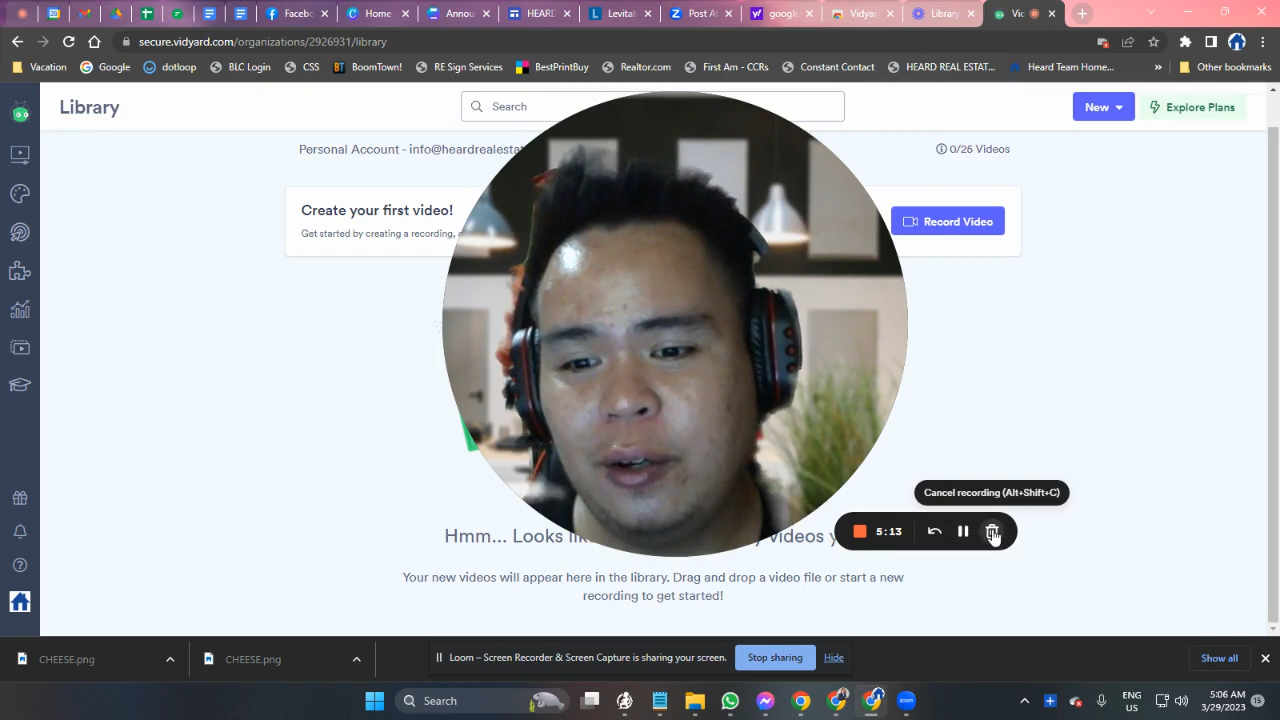 Faceb
Home
Annou
HEARD
Levitat
Post A
google
Vidyar
Library
Vid
secure.vidyard.com/organizations/2926931/library
Vacation
Google
dotloop
BLC Login
CSS
BoomTown!
RE Sign Services
BestPrintBuy
Realtor.com
First Am - CCRs
Constant Contact
HEARD REAL ESTAT...
Heard Team Home...
»
Other bookmarks
Library
Search
New
Explore Plans
Personal Account - info@heardrealestat
0/25 Videos
Create your first video!
Get started by creating a recording,
Record Video
Cancel recording (Alt+Shift+C)
5:13
Hmm... Looks
videos y
Your new videos will appear here in the library. Drag and drop a video file or start a new
recording to get started!
CHEESE.png
CHEESE.png
Loom – Screen Recorder & Screen Capture is sharing your screen.
Stop sharing
Hide
Show all
Search
ENG
US
5:06 AM
3/29/2023
15